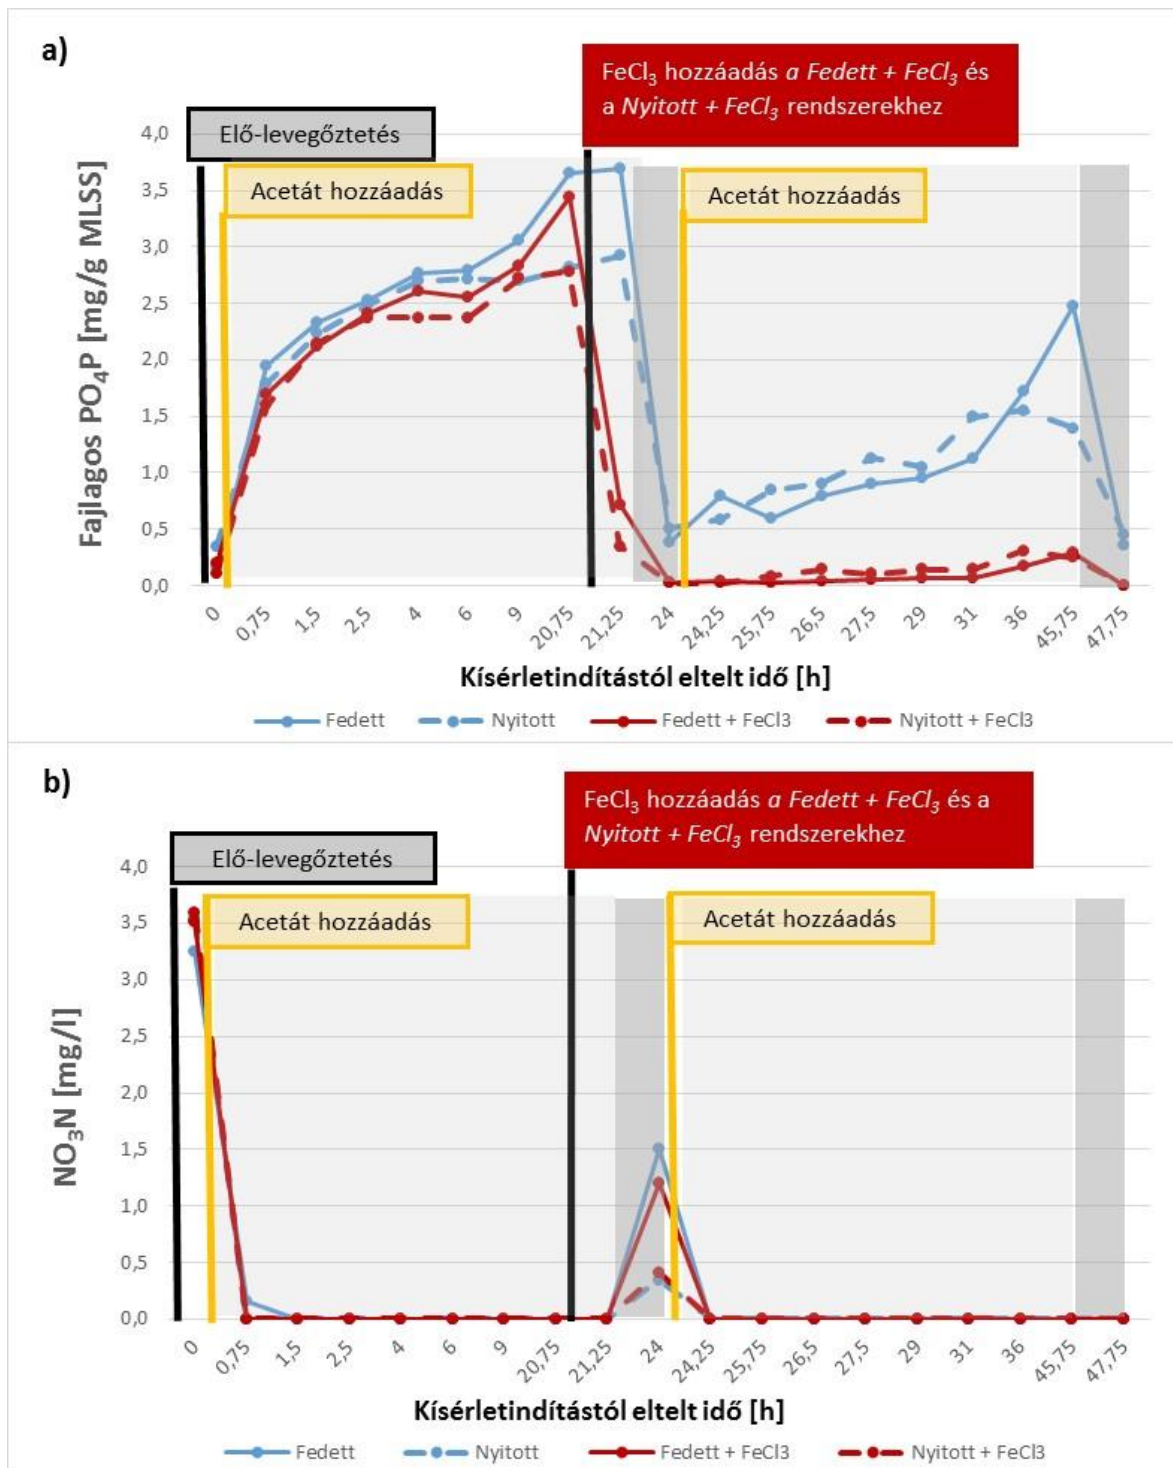 a)
FeCl₃ hozzáadás a Fedett + FeCl₃ és
a Nyitott + FeCl₃ rendszerekhez
Elő-levegőztetés
Acetát hozzáadás
Acetát hozzáadás
Fajlagos PO₄P [mg/g MLSS]
4,0
3,5
3,0
2,5
2,0
1,5
1,0
0,5
0,0
0 0,75 1,5 2,5 4 6 9 20,75 21,25 24 24,25 25,75 26,5 27,5 29 31 36 45,75 47,75
Kísérletindítástól eltelt idő [h]
Fedett Nyitott Fedett + FeCl3 Nyitott + FeCl3
b)
FeCl₃ hozzáadás a Fedett + FeCl₃ és a
Nyitott + FeCl₃ rendszerekhez
Elő-levegőztetés
Acetát hozzáadás
Acetát hozzáadás
NO₃N [mg/l]
4,0
3,5
3,0
2,5
2,0
1,5
1,0
0,5
0,0
0 0,75 1,5 2,5 4 6 9 20,75 21,25 24 24,25 25,75 26,5 27,5 29 31 36 45,75 47,75
Kísérletindítástól eltelt idő [h]
Fedett Nyitott Fedett + FeCl3 Nyitott + FeCl3